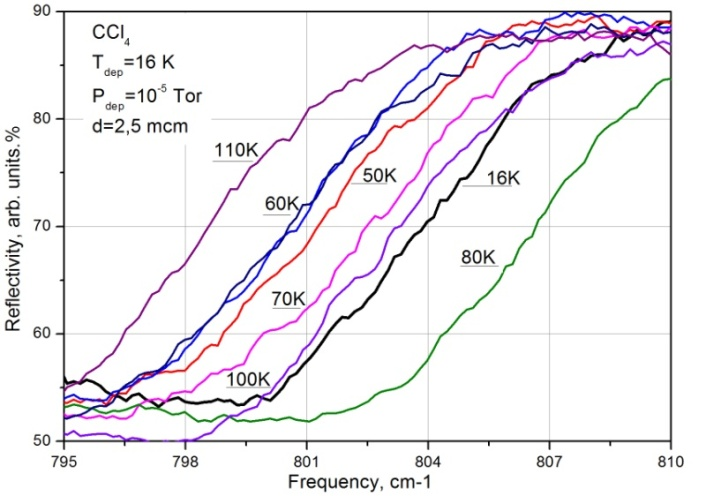 90
80
70
60
50
Reflectivity, arb. units.%
CCl4
Tdep=16 K
Pdep=10-5 Tor
d=2,5 mcm
110K
50K
16K
60K
80K
70K
100K
795 798 801 804 807 810
Frequency, cm-1